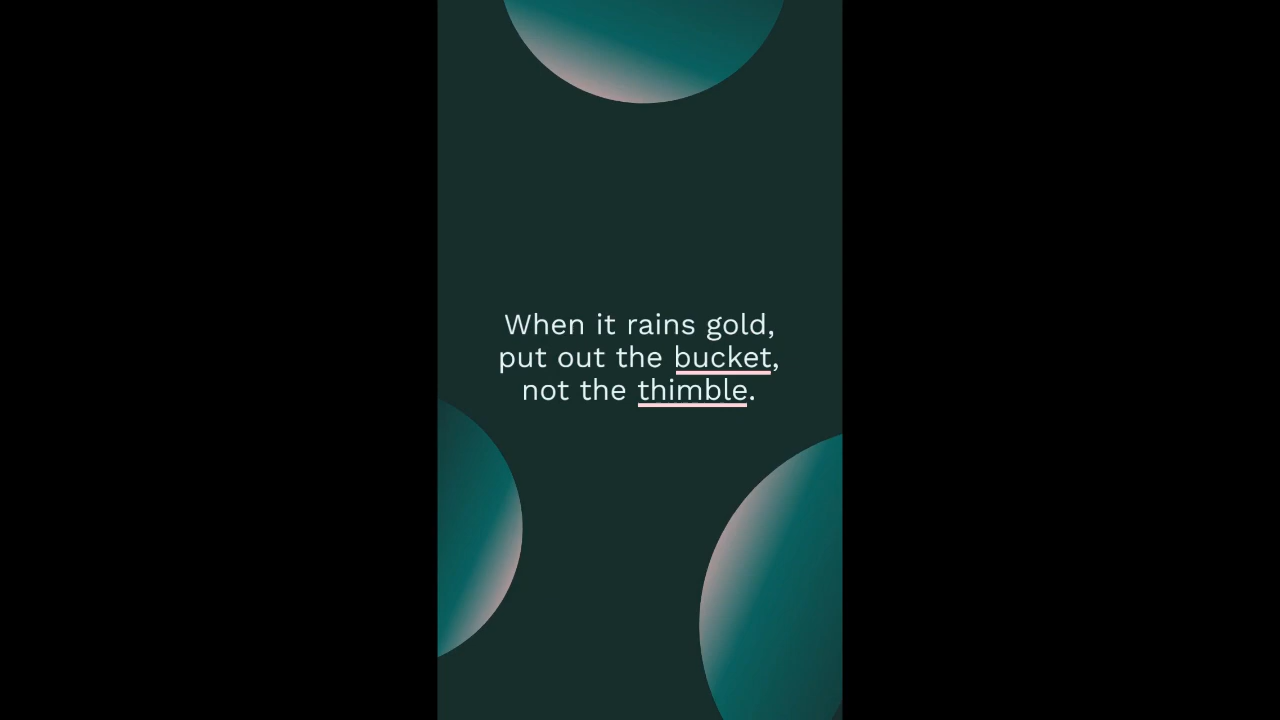 When it rains gold,
put out the bucket,
not the thimble.